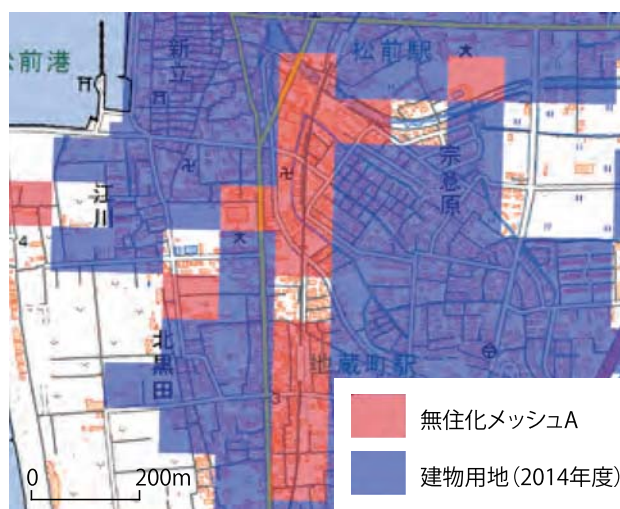 松前駅
新立
松前港
宗意原
江川
4
北黒田
地蔵町駅
3
無住化メッシュA
建物用地(2014年度)
0 200m